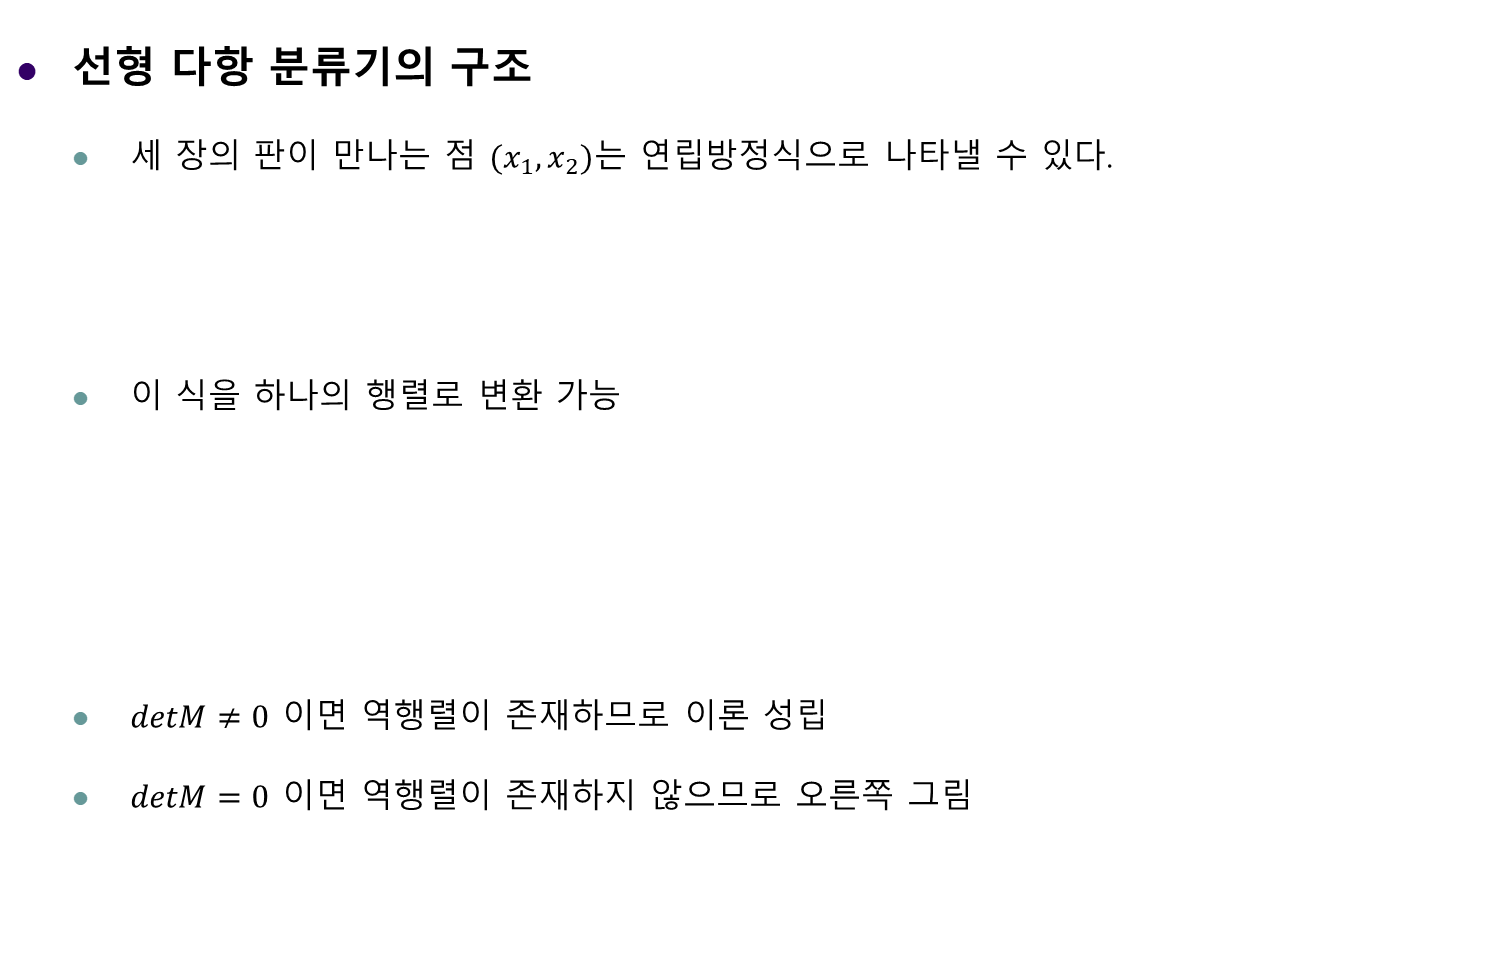 • 선형 다항 분류기의 구조
• 세 장의 판이 만나는 점 (x₁, x₂)는 연립방정식으로 나타낼 수 있다.
• 이 식을 하나의 행렬로 변환 가능
• detM ≠ 0 이면 역행렬이 존재하므로 이론 성립
• detM = 0 이면 역행렬이 존재하지 않으므로 오른쪽 그림